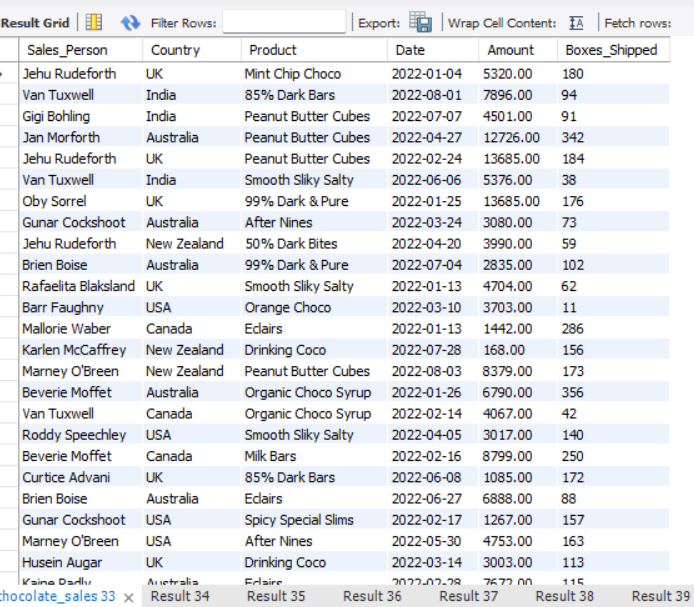 Result Grid Filter Rows: Export: Wrap Cell Content: Fetch rows:
Sales_Person Country Product Date Amount Boxes_Shipped
Jehu Rudeforth UK Mint Chip Choco 2022-01-04 5320.00 180
Van Tuxwell India 85% Dark Bars 2022-08-01 7896.00 94
Gigi Bohling India Peanut Butter Cubes 2022-07-07 4501.00 91
Jan Morforth Australia Peanut Butter Cubes 2022-04-27 12726.00 342
Jehu Rudeforth UK Peanut Butter Cubes 2022-02-24 13685.00 184
Van Tuxwell India Smooth Sliky Salty 2022-06-06 5376.00 38
Oby Sorrel UK 99% Dark & Pure 2022-01-25 13685.00 176
Gunar Cockshoot Australia After Nines 2022-03-24 3080.00 73
Jehu Rudeforth New Zealand 50% Dark Bites 2022-04-20 3990.00 59
Brien Boise Australia 99% Dark & Pure 2022-07-04 2835.00 102
Rafaelita Blaksland UK Smooth Sliky Salty 2022-01-13 4704.00 62
Barr Faughny USA Orange Choco 2022-03-10 3703.00 11
Mallorie Waber Canada Eclairs 2022-01-13 1442.00 286
Karlen McCaffrey New Zealand Drinking Coco 2022-07-28 168.00 156
Marney O'Breen New Zealand Peanut Butter Cubes 2022-08-03 8379.00 173
Beverie Moffet Australia Organic Choco Syrup 2022-01-26 6790.00 356
Van Tuxwell Canada Organic Choco Syrup 2022-02-14 4067.00 42
Roddy Speechley USA Smooth Sliky Salty 2022-04-05 3017.00 140
Beverie Moffet Canada Milk Bars 2022-02-16 8799.00 250
Curtice Advani UK 85% Dark Bars 2022-06-08 1085.00 172
Brien Boise Australia Eclairs 2022-06-27 6888.00 88
Gunar Cockshoot USA Spicy Special Slims 2022-02-17 1267.00 157
Marney O'Breen USA After Nines 2022-05-30 4753.00 163
Husein Augar UK Drinking Coco 2022-03-14 3003.00 113
Kaine Padly Australia Eclairs 2022-02-28 7672.00 115
chocolate_sales 33 Result 34 Result 35 Result 36 Result 37 Result 38 Result 39